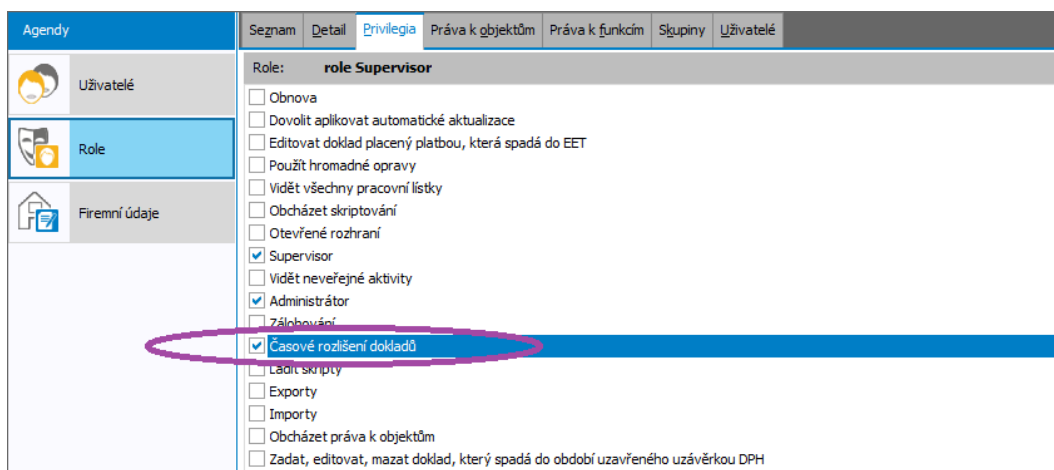 Agendy
Uživatelé
Role
Firemní údaje
Seznam Detail Privilegia Práva k objektům Práva k funkcím Skupiny Uživatelé
Role: role Supervisor
Obnova
Dovolit aplikovat automatické aktualizace
Editovat doklad placený platbou, která spadá do EET
Použít hromadné opravy
Vidět všechny pracovní lístky
Obcházet skriptování
Otevřené rozhraní
Supervisor
Vidět neveřejné aktivity
Administrátor
Zálohování
Časové rozlišení dokladů
Ladit skripty
Exporty
Importy
Obcházet práva k objektům
Zadat, editovat, mazat doklad, který spadá do období uzavřeného uzávěrkou DPH